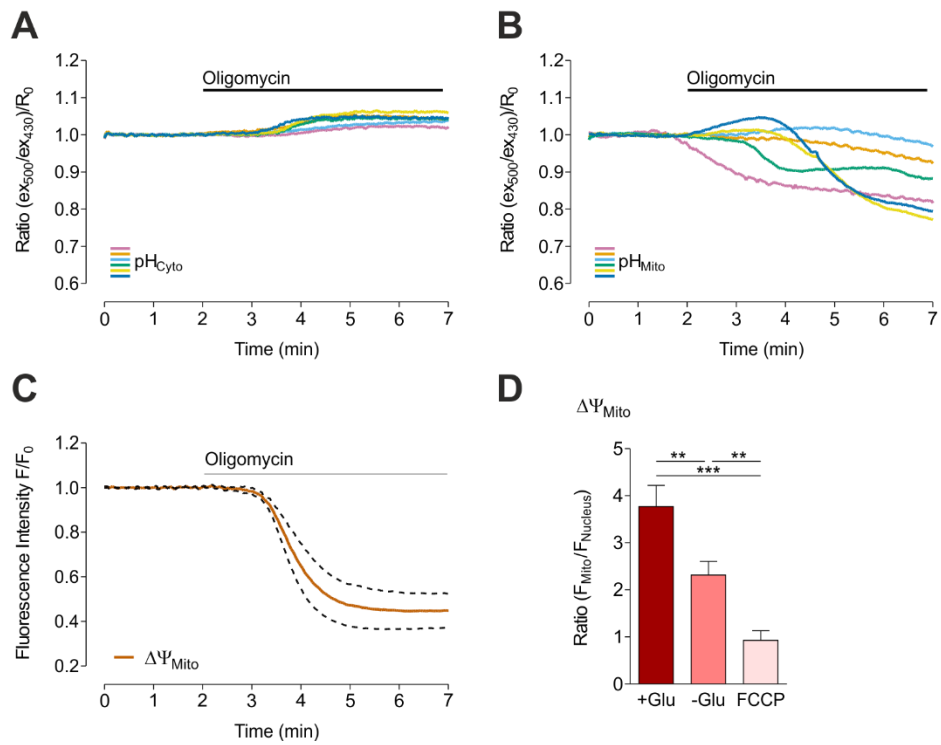 A
Ratio (ex500/ex430)/R0
1.2
1.1
1.0
0.9
0.8
0.7
0.6
Oligomycin
pHCyto
0 1 2 3 4 5 6 7
Time (min)
B
Ratio (ex500/ex430)/R0
1.2
1.1
1.0
0.9
0.8
0.7
0.6
Oligomycin
pHMito
0 1 2 3 4 5 6 7
Time (min)
C
Fluorescence Intensity F/F0
1.2
1.0
0.8
0.6
0.4
0.2
Oligomycin
ΔΨMito
0 1 2 3 4 5 6 7
Time (min)
D
ΔΨMito
Ratio (FMito/FNucleus)
5
4
3
2
1
0
** **
***
+Glu -Glu FCCP